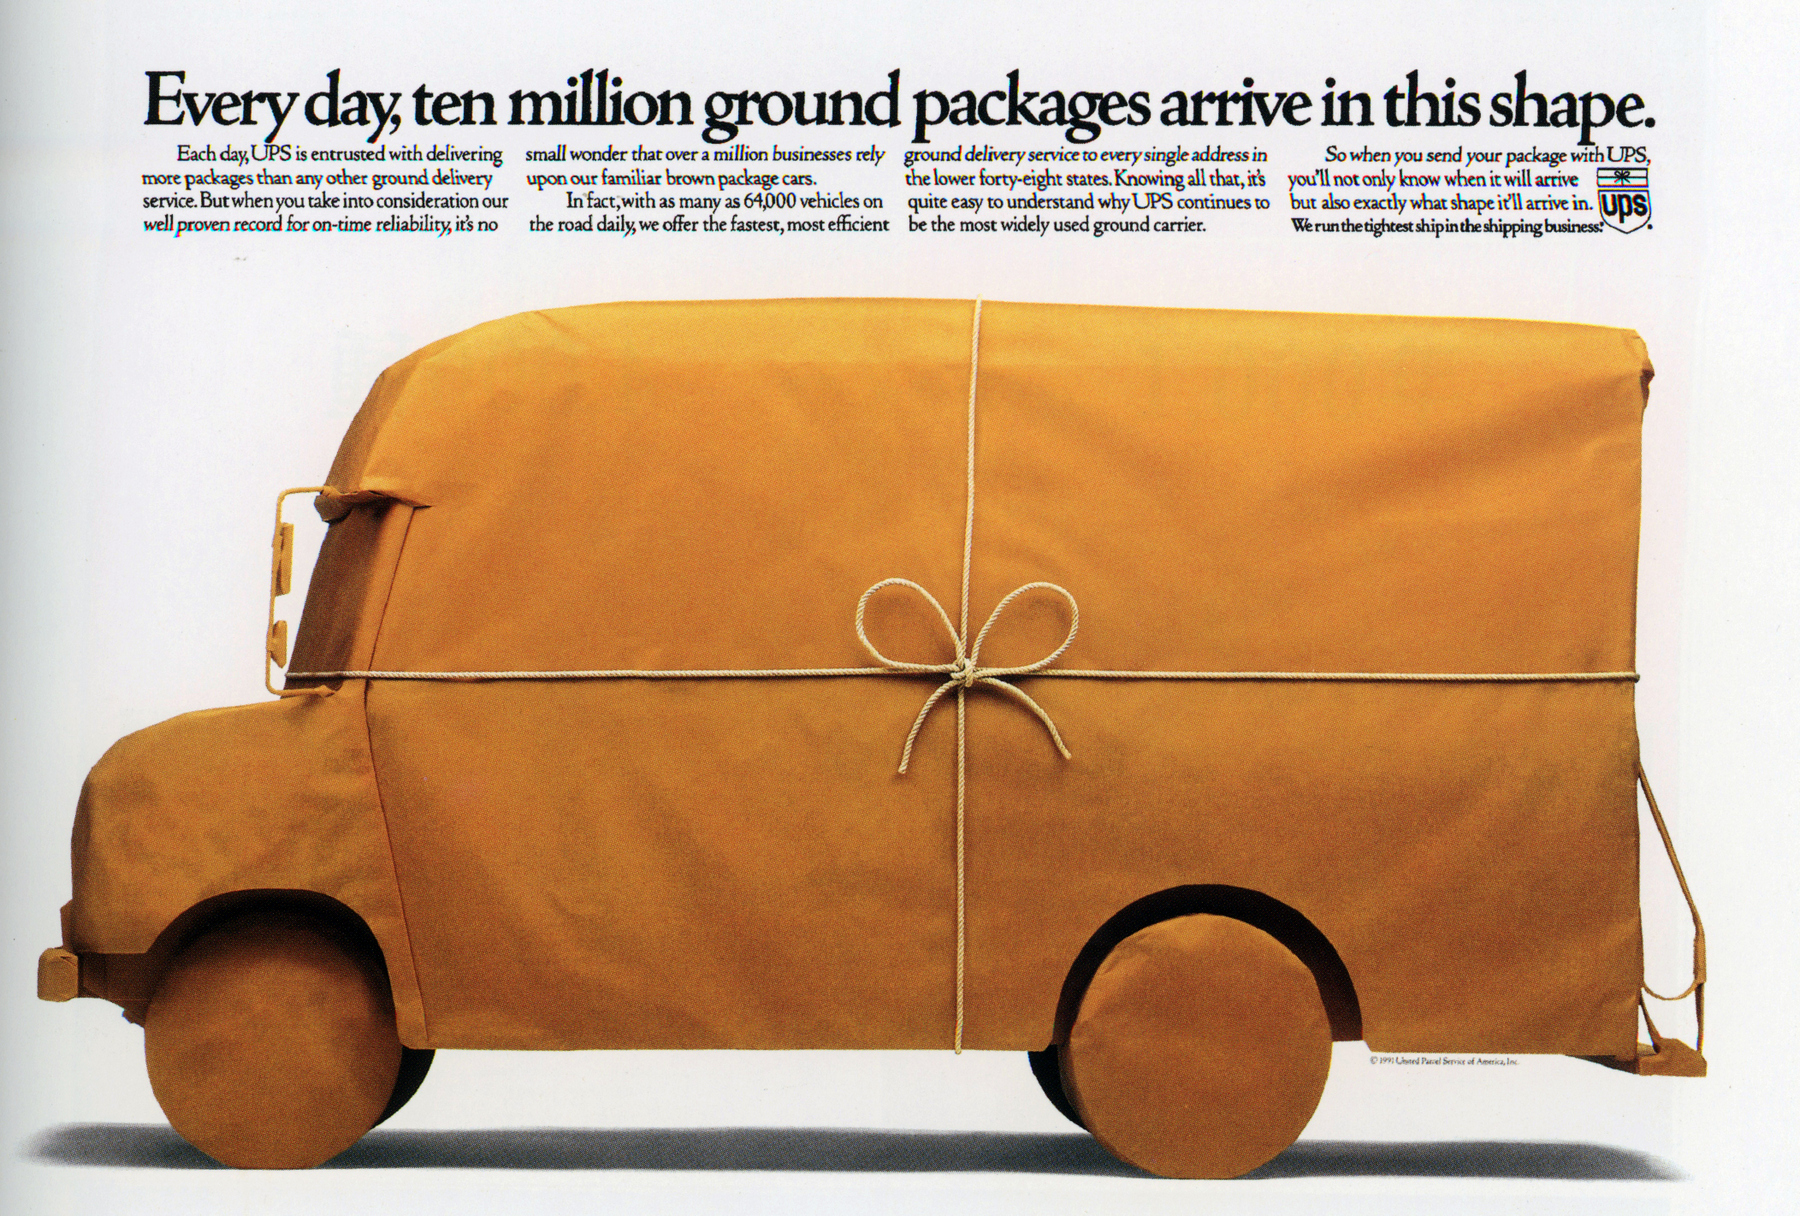 Every day, ten million ground packages arrive in this shape.
Each day, UPS is entrusted with delivering
more packages than any other ground delivery
service. But when you take into consideration our
well proven record for on-time reliability, it's no
small wonder that over a million businesses rely
upon our familiar brown package cars.
In fact, with as many as 64,000 vehicles on
the road daily, we offer the fastest, most efficient
ground delivery service to every single address in
the lower forty-eight states. Knowing all that, it's
quite easy to understand why UPS continues to
be the most widely used ground carrier.
So when you send your package with UPS,
you'll not only know when it will arrive
but also exactly what shape it'll arrive in.
We run the tightest ship in the shipping business.
ups
© 1991 United Parcel Service of America, Inc.